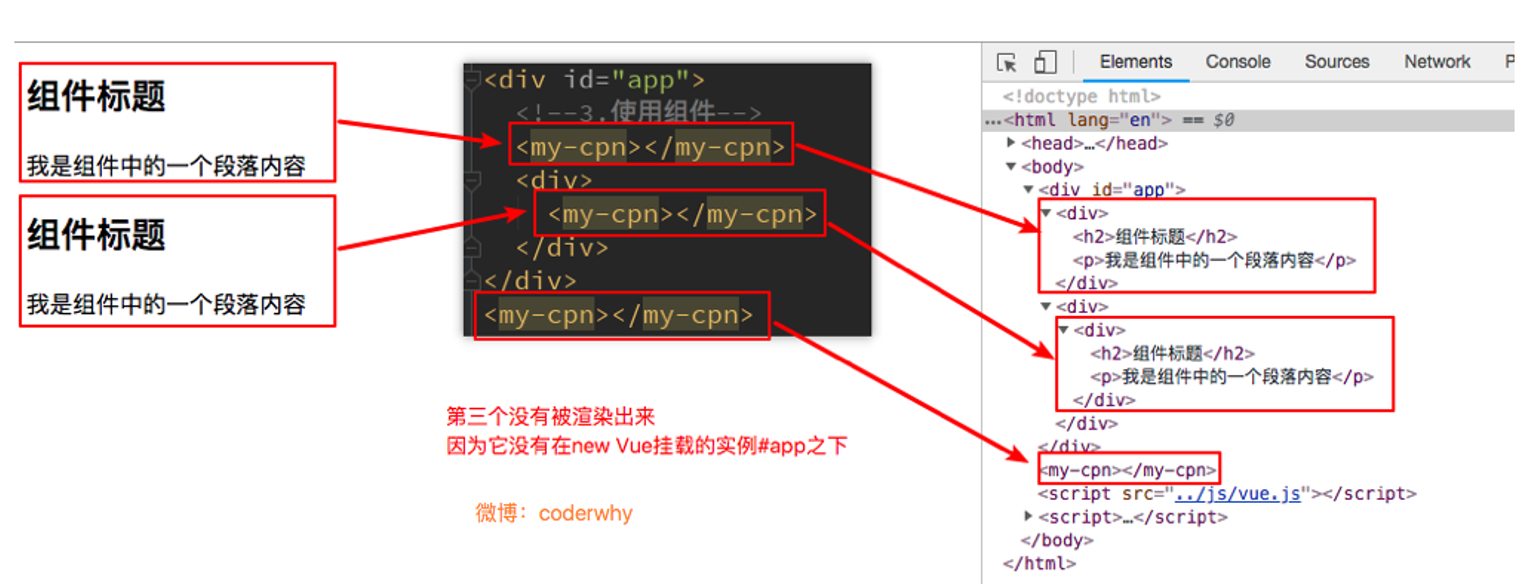 组件标题
我是组件中的一个段落内容
组件标题
我是组件中的一个段落内容
<div id="app">
<!--3.使用组件-->
<my-cpn></my-cpn>
<div>
<my-cpn></my-cpn>
</div>
</div>
<my-cpn></my-cpn>
第三个没有被渲染出来
因为它没有在new Vue挂载的实例#app之下
微博：coderwhy
Elements Console Sources Network P
<!doctype html>
…<html lang="en"> == $0
<head>…</head>
<body>
<div id="app">
<div>
<h2>组件标题</h2>
<p>我是组件中的一个段落内容</p>
</div>
<div>
<div>
<h2>组件标题</h2>
<p>我是组件中的一个段落内容</p>
</div>
</div>
</div>
<my-cpn></my-cpn>
<script src="../js/vue.js"></script>
<script>…</script>
</body>
</html>